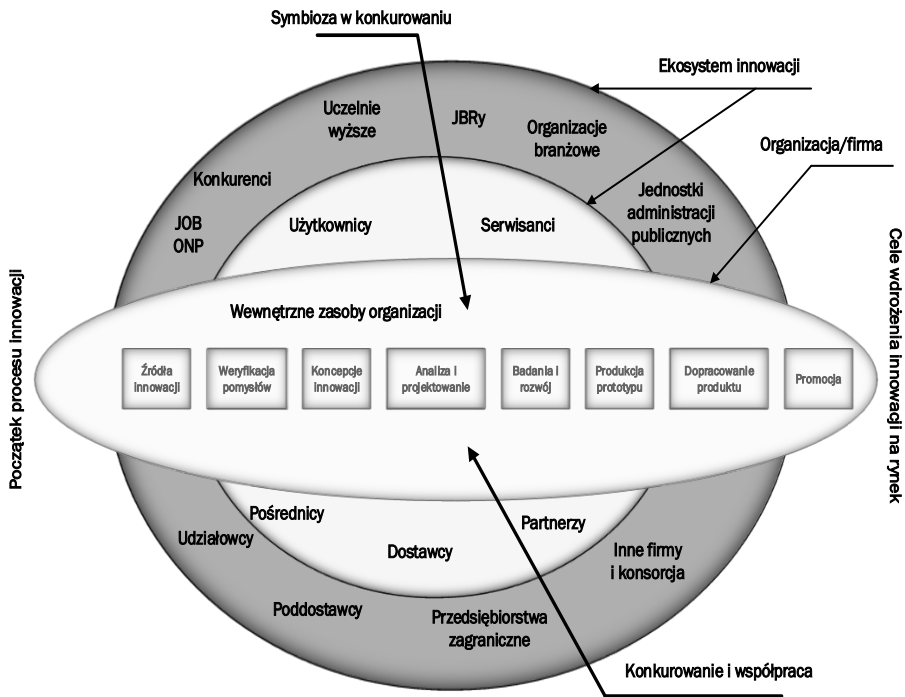 Symbioza w konkurowaniu
Ekosystem innowacji
Uczelnie
wyższe
JBRy
Organizacje
branżowe
Organizacja/firma
Konkurenci
Jednostki
administracji
publicznych
JOB
ONP
Użytkownicy
Serwisanci
Początek procesu innowacji
Cele wdrożenia innowacji na rynek
Wewnętrzne zasoby organizacji
Źródła
innowacji
Weryfikacja
pomysłów
Koncepcje
innowacji
Analiza i
projektowanie
Badania i
rozwój
Produkcja
prototypu
Dopracowanie
produktu
Promocja
Pośrednicy
Partnerzy
Udziałowcy
Dostawcy
Inne firmy
i konsorcja
Poddostawcy
Przedsiębiorstwa
zagraniczne
Konkurowanie i współpraca